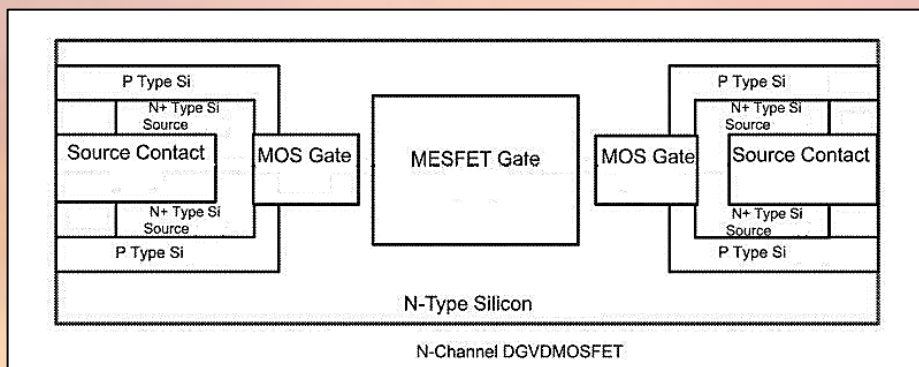 P Type Si
P Type Si
N+ Type Si
Source
N+ Type Si
Source
Source Contact
MOS Gate
MESFET Gate
MOS Gate
Source Contact
N+ Type Si
Source
N+ Type Si
Source
P Type Si
P Type Si
N-Type Silicon
N-Channel DGVDMOSFET